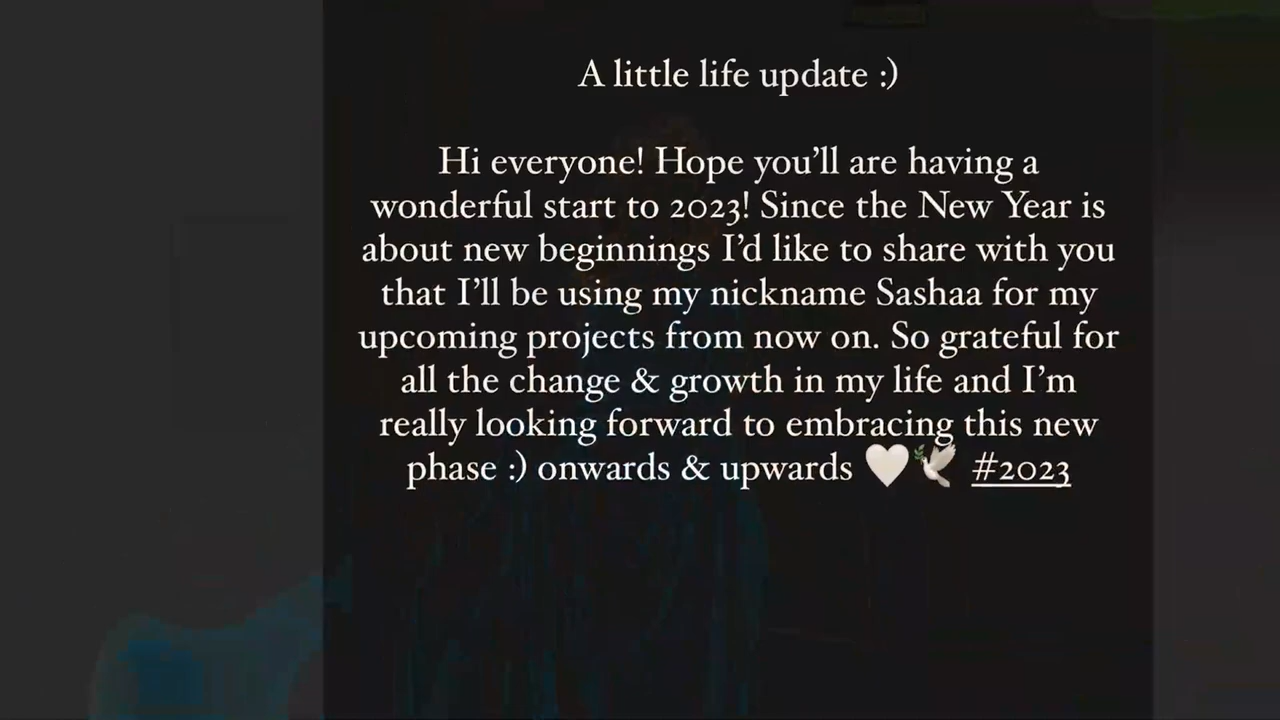 A little life update :)
Hi everyone! Hope you’ll are having a
wonderful start to 2023! Since the New Year is
about new beginnings I’d like to share with you
that I’ll be using my nickname Sashaa for my
upcoming projects from now on. So grateful for
all the change & growth in my life and I’m
really looking forward to embracing this new
phase :) onwards & upwards 🤍🕊️ #2023